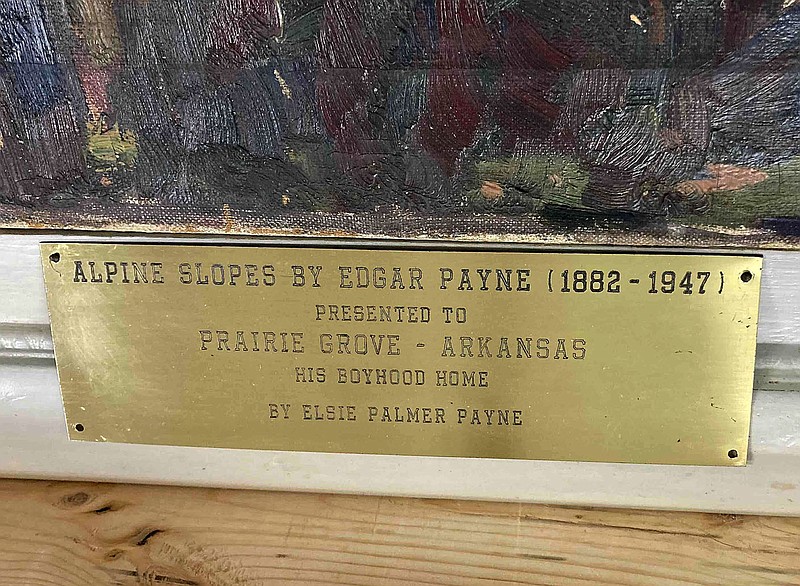 ALPINE SLOPES BY EDGAR PAYNE (1882-1947)
PRESENTED TO
PRAIRIE GROVE - ARKANSAS
HIS BOYHOOD HOME
BY ELSIE PALMER PAYNE